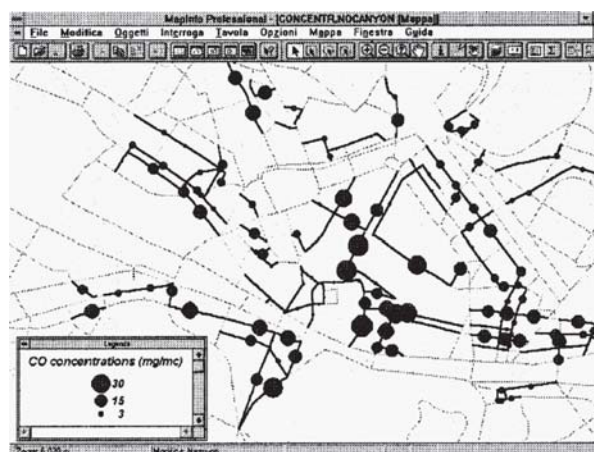 MapInfo Professional - [CONCENTR,NOCANYON [Mappa]]
File Modifica Oggetti Interroga Tavola Opzioni Mappa Finestra Guida
Legenda
CO concentrations (mg/mc)
30
15
3